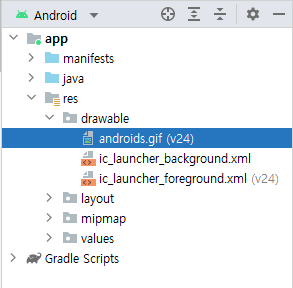 Android
app
manifests
java
res
drawable
androids.gif (v24)
ic_launcher_background.xml
ic_launcher_foreground.xml (v24)
layout
mipmap
values
Gradle Scripts